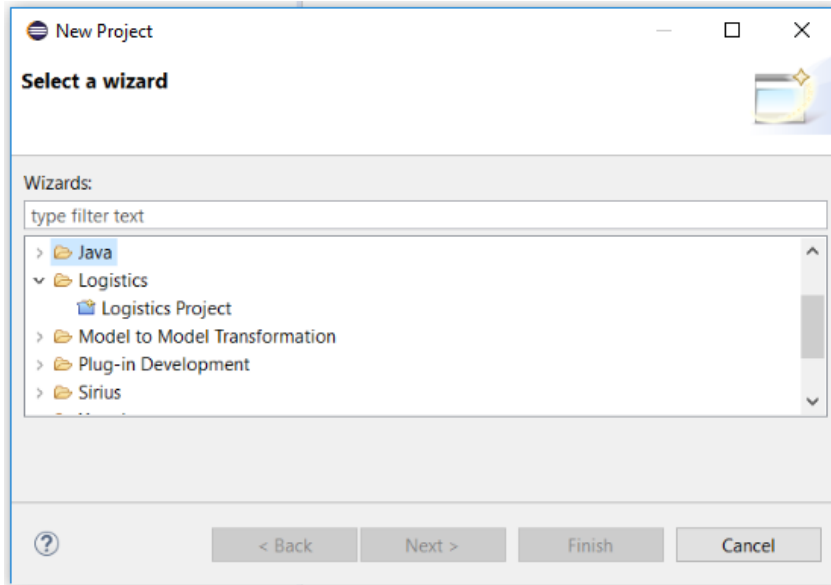 New Project
Select a wizard
Wizards:
type filter text
Java
Logistics
Logistics Project
Model to Model Transformation
Plug-in Development
Sirius
< Back Next > Finish Cancel